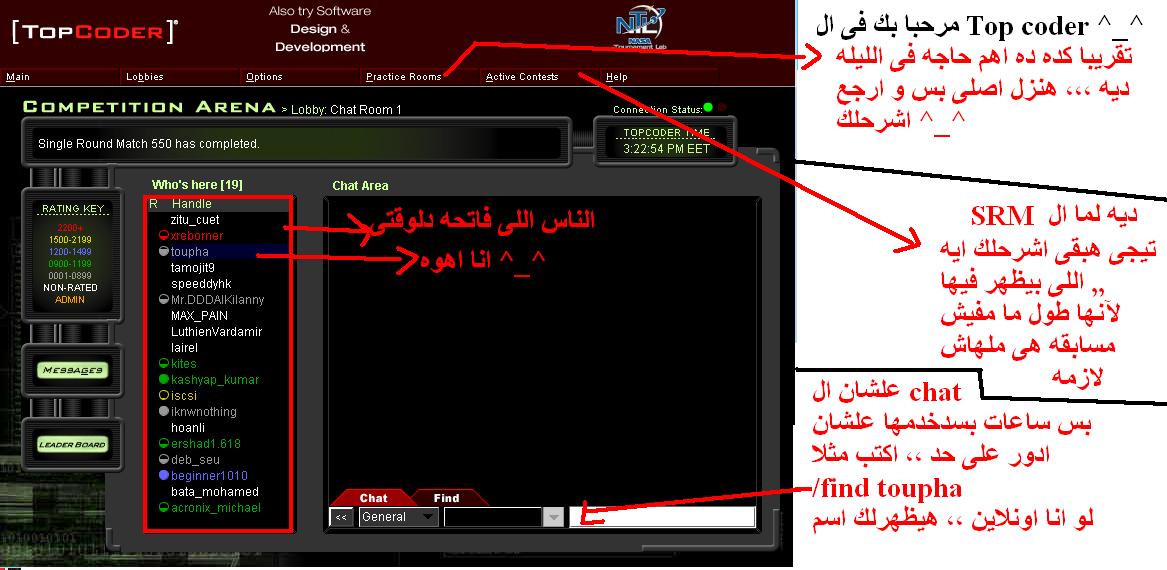 [TOPCODER]
Also try Software
Design &
Development
NTL
NASA
Tournament Lab
Main
Lobbies
Options
Practice Rooms
Active Contests
Help
COMPETITION ARENA > Lobby: Chat Room 1
Connection Status:
Single Round Match 550 has completed.
TOPCODER TIME
3:22:54 PM EET
RATING KEY
2200+
1500-2199
1200-1499
0900-1199
0001-0899
NON-RATED
ADMIN
MESSAGES
LEADER BOARD
Who's here [19]
R Handle
zitu_cuet
xreborner
toupha
tamojit9
speeddyhk
Mr.DDDAlKilanny
MAX_PAIN
LuthienVardamir
lairel
kites
kashyap_kumar
iscsi
iknwnothing
hoanli
ershad1.618
deb_seu
beginner1010
bata_mohamed
acronix_michael
Chat Area
الناس اللى فاتحه دلوقتى
انا اهوه ^_^
Chat
Find
<<
General
مرحبا بك فى ال Top coder ^_^
تقريبا كده ده اهم حاجه فى الليله
ديه ،،، هنزل اصلى بس و ارجع
اشرحلك ^_^
ديه لما ال SRM
تيجى هبقى اشرحلك ايه
اللى بيظهر فيها ,,
لآنها طول ما مفيش
مسابقه هى ملهاش
لازمه
علشان ال chat
بس ساعات بسدخدمها علشان
ادور على حد ،، اكتب مثلا
/find toupha
لو انا اونلاين ،، هيظهرلك اسم